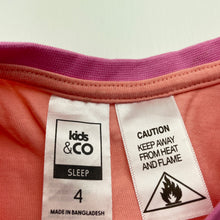 kids
&CO
SLEEP
4
MADE IN BANGLADESH
CAUTION
KEEP AWAY
FROM HEAT
AND FLAME